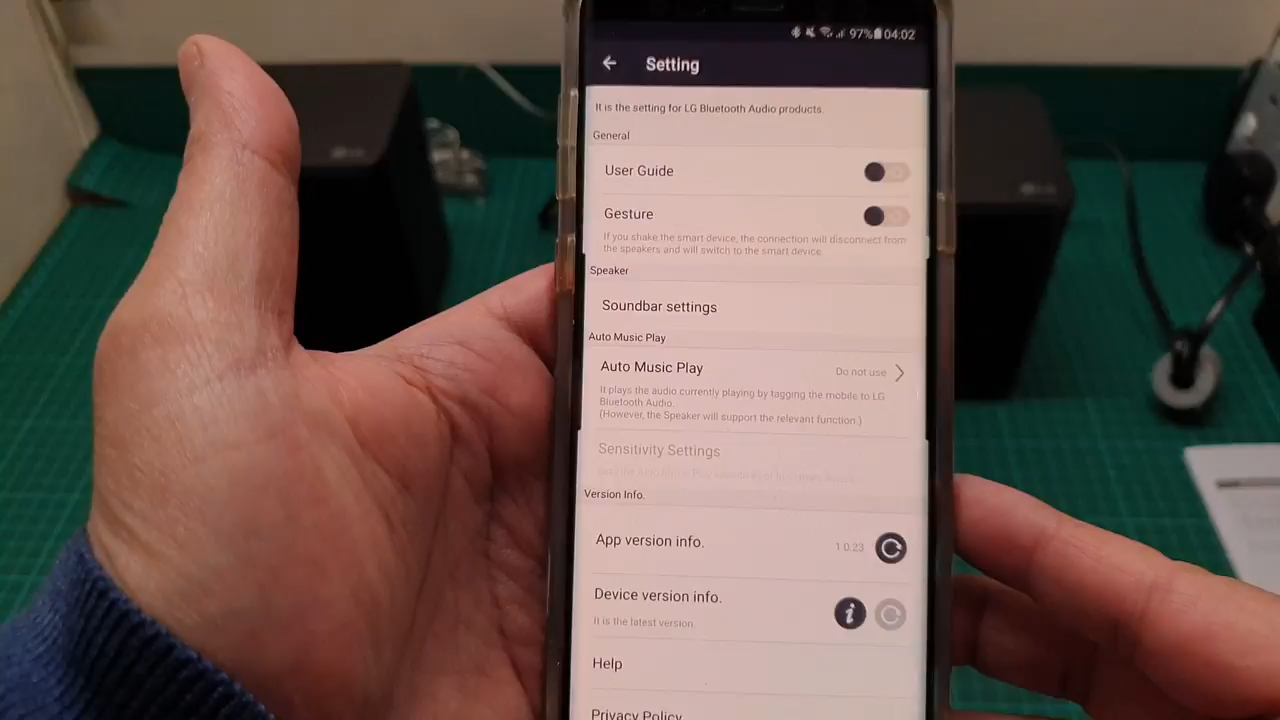 97% 04:02
Setting
It is the setting for LG Bluetooth Audio products.
General
User Guide
Gesture
If you shake the smart device, the connection will disconnect from
the speakers and will switch to the smart device.
Speaker
Soundbar settings
Auto Music Play
Auto Music Play
Do not use
It plays the audio currently playing by tagging the mobile to LG
Bluetooth Audio.
(However, the Speaker will support the relevant function.)
Sensitivity Settings
Version Info.
App version info.
1.0.23
Device version info.
It is the latest version.
Help
Privacy Policy
LG
LG